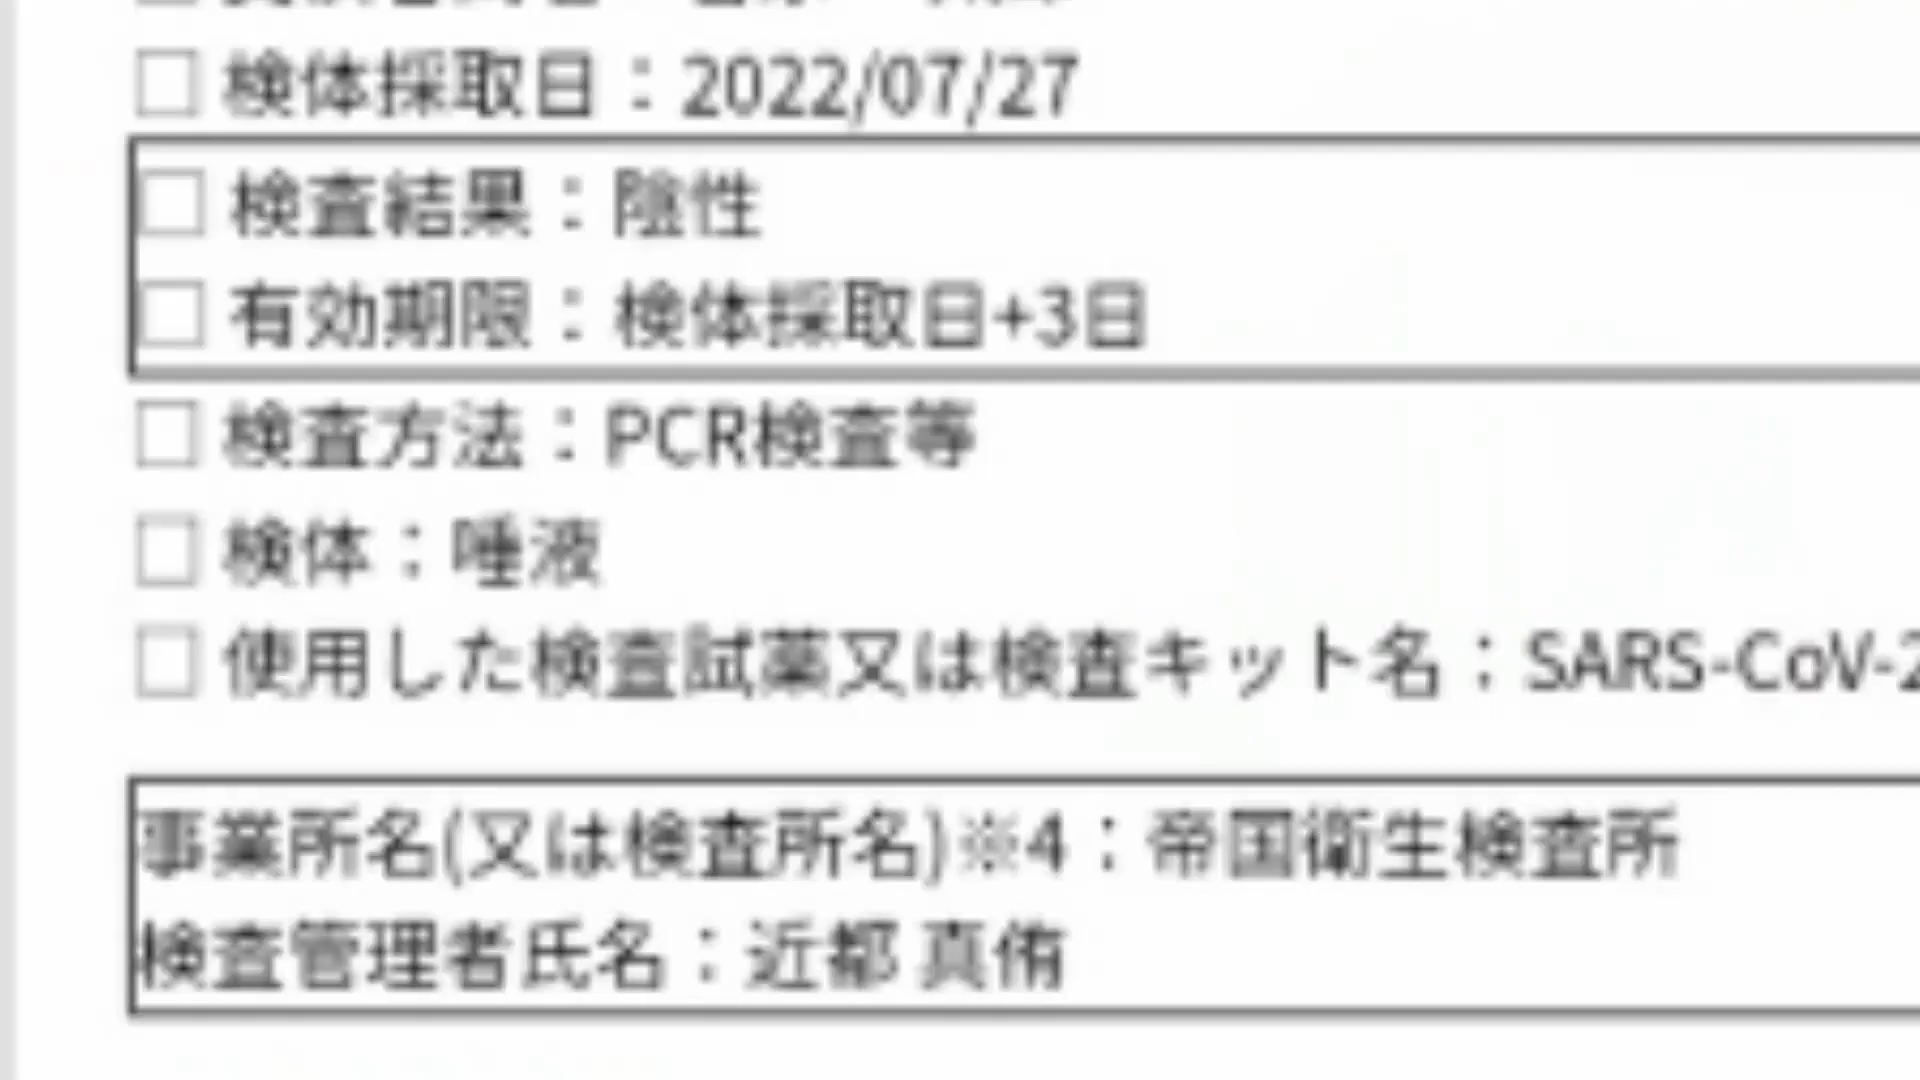 □ 検体採取日：2022/07/27
□ 検査結果：陰性
□ 有効期限：検体採取日+3日
□ 検査方法：PCR検査等
□ 検体：唾液
□ 使用した検査試薬又は検査キット名：SARS-CoV-2
事業所名(又は検査所名)※4：帝国衛生検査所
検査管理者氏名：近都 真侑